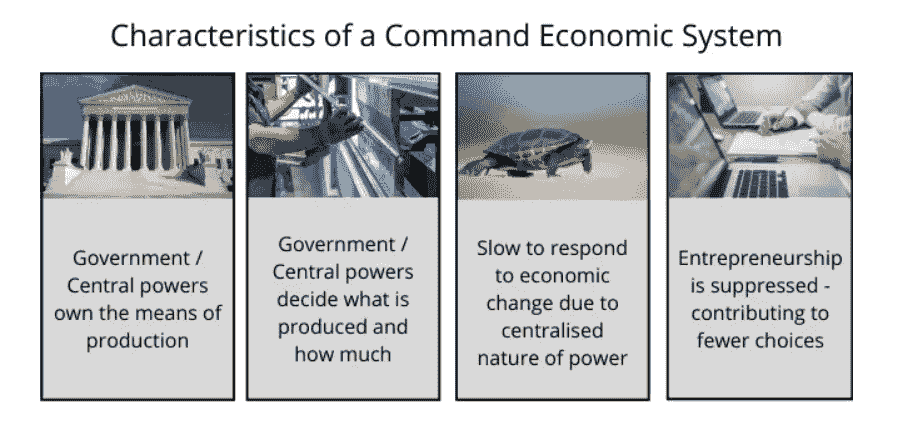 Characteristics of a Command Economic System
Government /
Central powers
own the means of
production
Government /
Central powers
decide what is
produced and
how much
Slow to respond
to economic
change due to
centralised
nature of power
Entrepreneurship
is suppressed -
contributing to
fewer choices